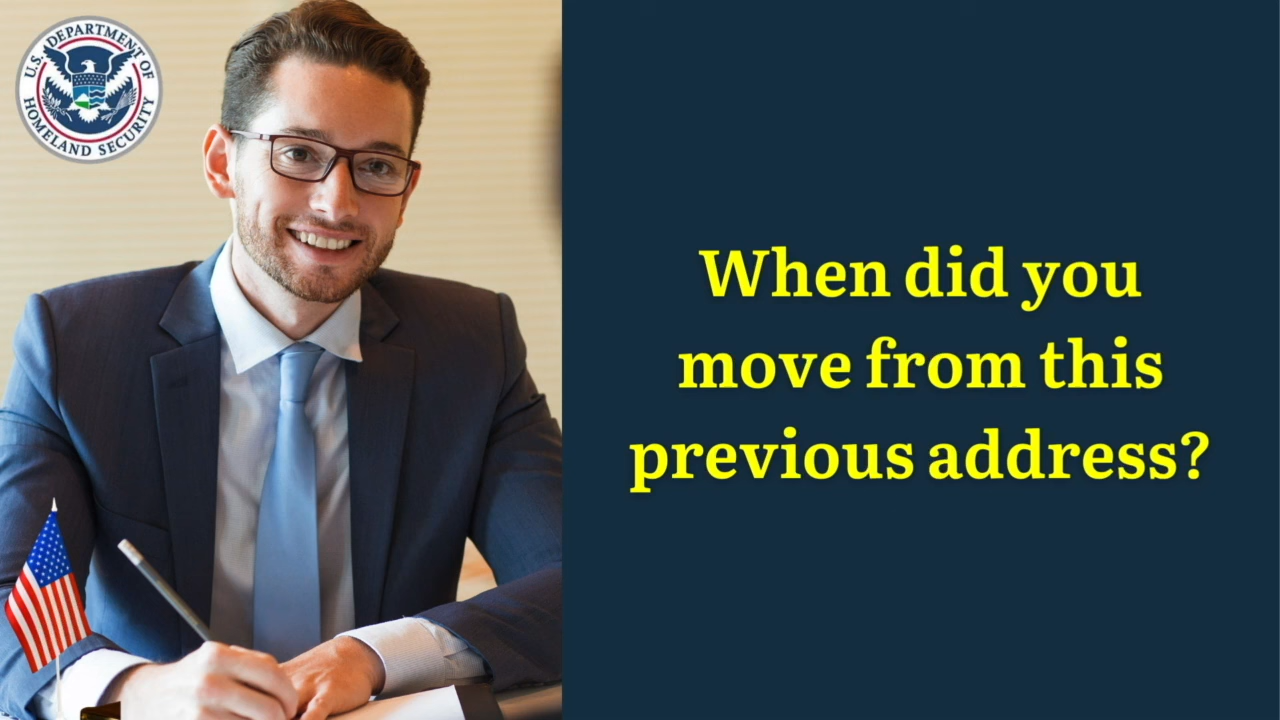 U.S. DEPARTMENT OF
HOMELAND SECURITY
When did you
move from this
previous address?